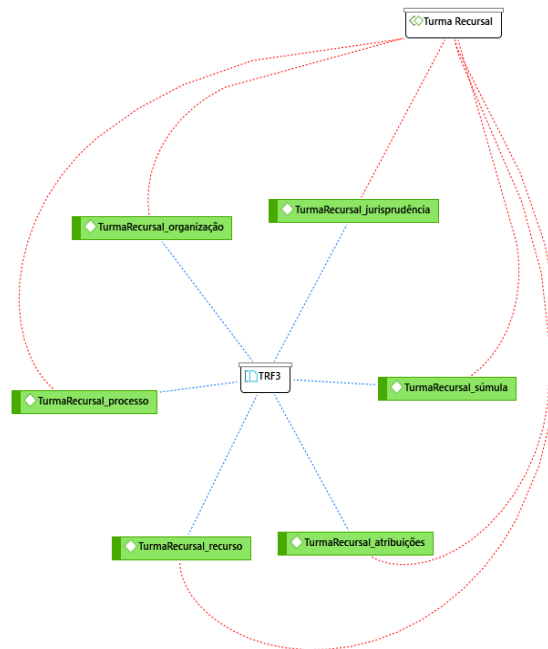 Turma Recursal
TurmaRecursal_jurisprudência
TurmaRecursal_organização
TRF3
TurmaRecursal_súmula
TurmaRecursal_processo
TurmaRecursal_atribuições
TurmaRecursal_recurso